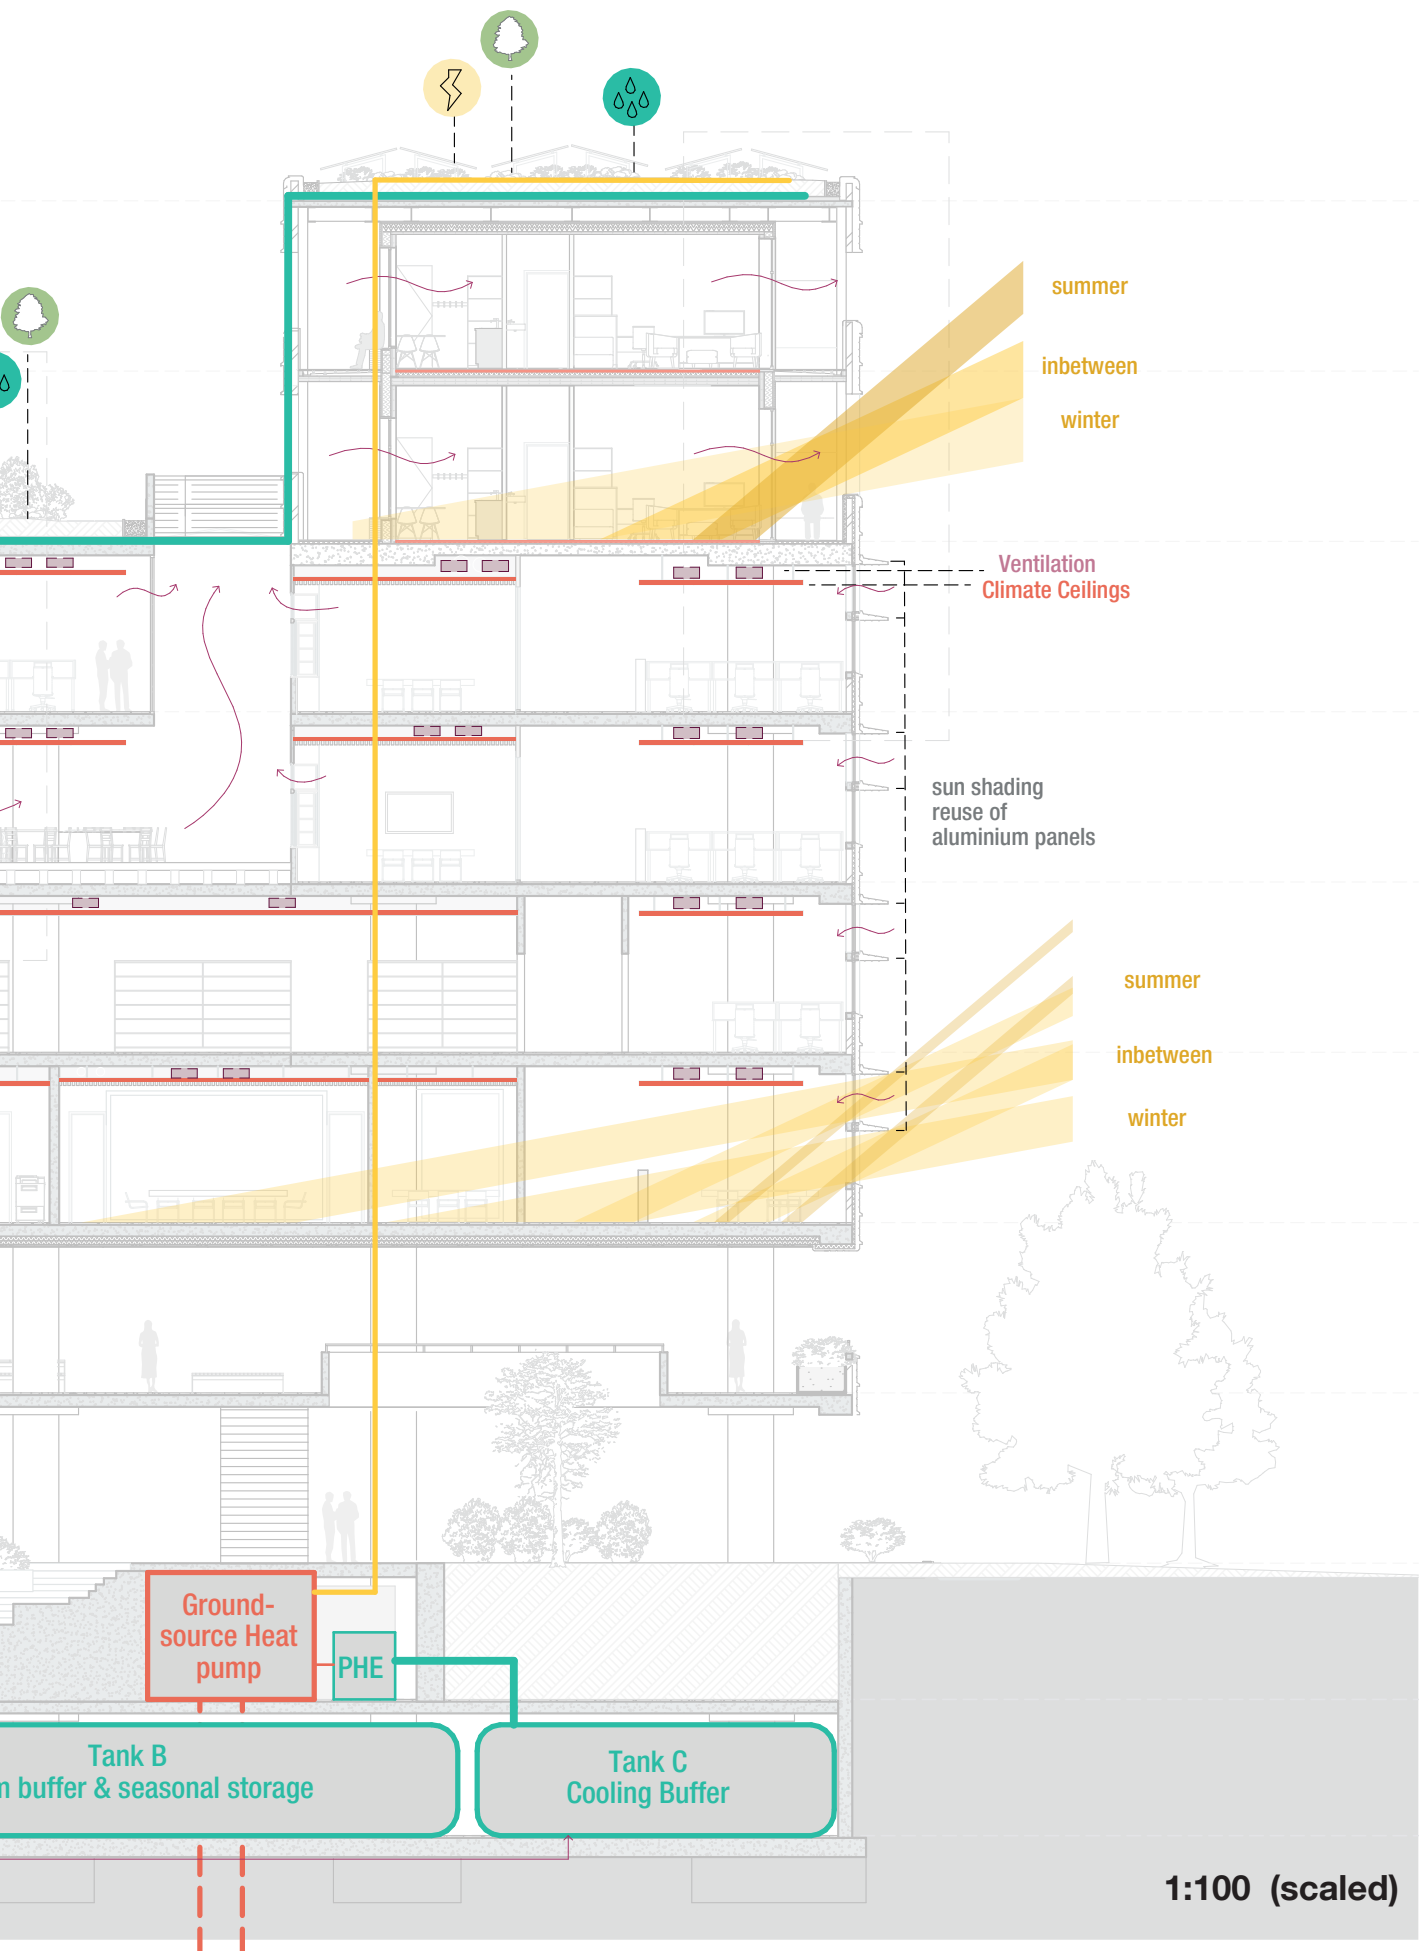 summer
inbetween
winter
Ventilation
Climate Ceilings
sun shading
reuse of
aluminium panels
summer
inbetween
winter
Ground-
source Heat
pump
PHE
Tank B
buffer & seasonal storage
Tank C
Cooling Buffer
1:100 (scaled)